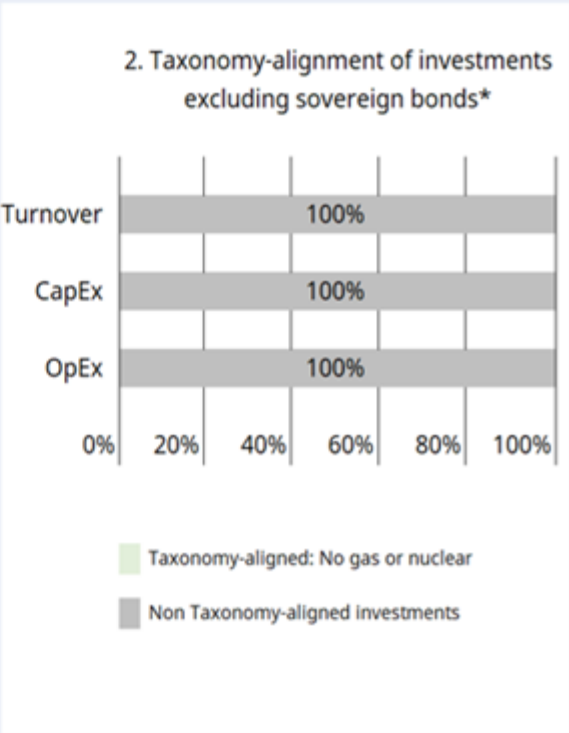 2. Taxonomy-alignment of investments
excluding sovereign bonds*
Turnover 100%
CapEx 100%
OpEx 100%
0% 20% 40% 60% 80% 100%
Taxonomy-aligned: No gas or nuclear
Non Taxonomy-aligned investments